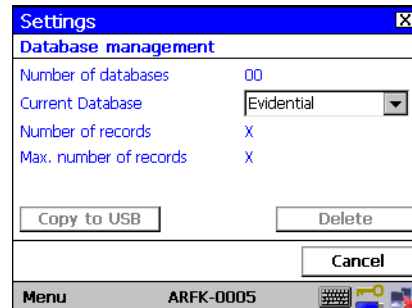 Settings X
Database management
Number of databases 00
Current Database Evidential
Number of records X
Max. number of records X
Copy to USB Delete
Cancel
Menu ARFK-0005